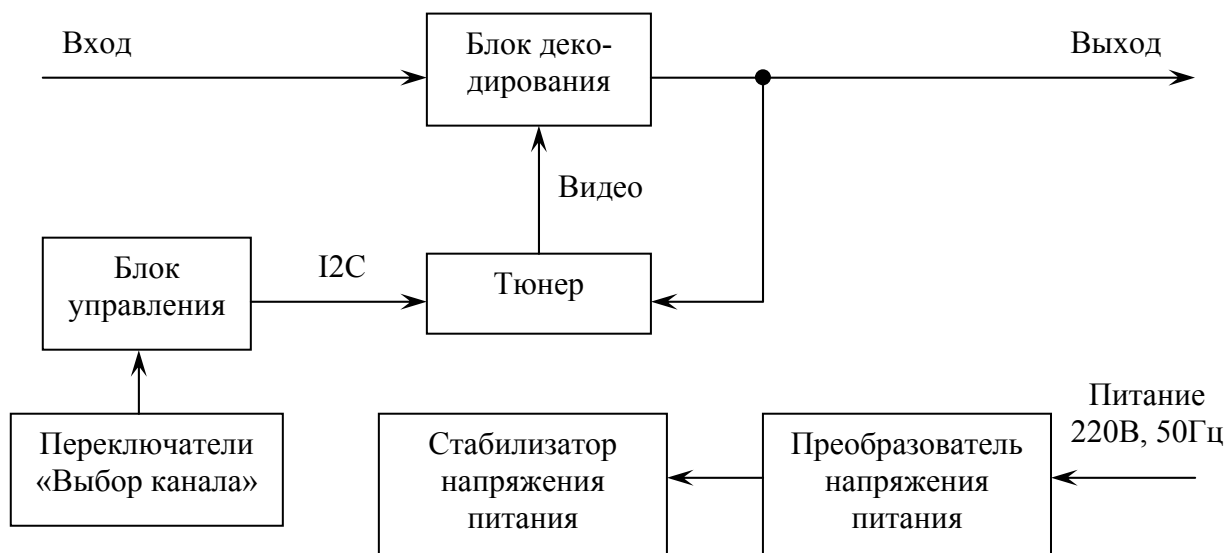 Вход
Блок деко-
дирования
Выход
Видео
Блок
управления
I2C
Тюнер
Переключатели
«Выбор канала»
Стабилизатор
напряжения
питания
Преобразователь
напряжения
питания
Питание
220В, 50Гц